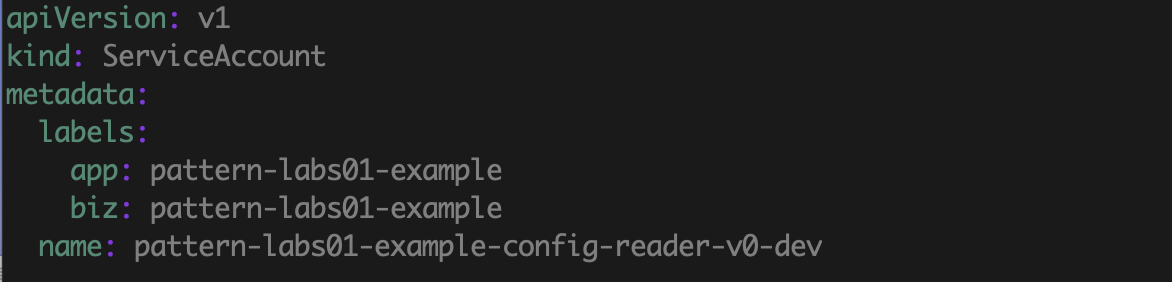 apiVersion: v1
kind: ServiceAccount
metadata:
  labels:
    app: pattern-labs01-example
    biz: pattern-labs01-example
  name: pattern-labs01-example-config-reader-v0-dev